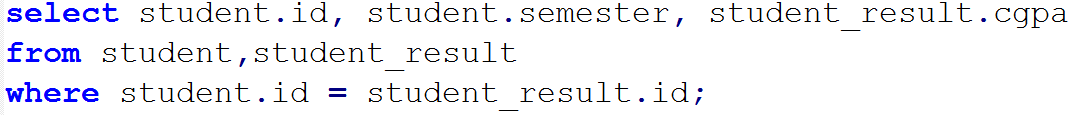 select student.id, student.semester, student_result.cgpa
from student,student_result
where student.id = student_result.id;